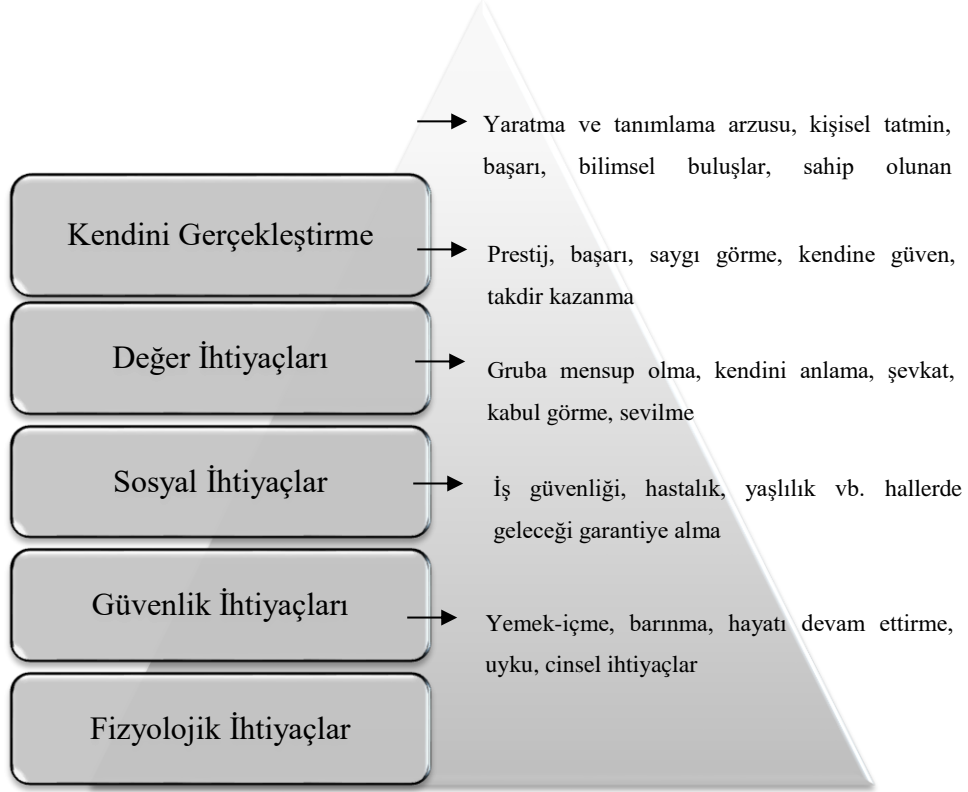 Yaratma ve tanımlama arzusu, kişisel tatmin,
başarı, bilimsel buluşlar, sahip olunan
Kendini Gerçekleştirme
Prestij, başarı, saygı görme, kendine güven,
takdir kazanma
Değer İhtiyaçları
Gruba mensup olma, kendini anlama, şevkat,
kabul görme, sevilme
Sosyal İhtiyaçlar
İş güvenliği, hastalık, yaşlılık vb. hallerde
geleceği garantiye alma
Güvenlik İhtiyaçları
Yemek-içme, barınma, hayatı devam ettirme,
uyku, cinsel ihtiyaçlar
Fizyolojik İhtiyaçlar